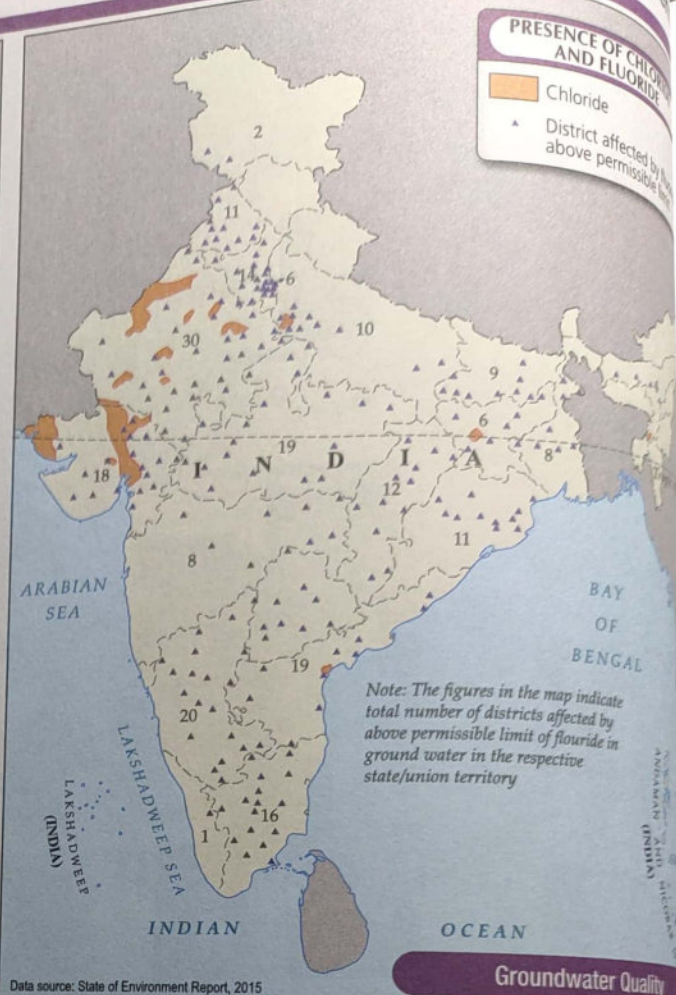 PRESENCE OF
AND FLUORIDE
Chloride
District affected by
above permissible
2
11
14
6
30
10
9
6
8
19
I N D I A
18
12
8
11
ARABIAN
SEA
BAY
OF
BENGAL
19
Note: The figures in the map indicate
total number of districts affected by
above permissible limit of flouride in
ground water in the respective
state/union territory
20
LAKSHADWEEP SEA
LAKSHADWEEP
(INDIA)
ANDAMAN AND
(INDIA)
16
1
INDIAN OCEAN
Groundwater Quality
Data source: State of Environment Report, 2015